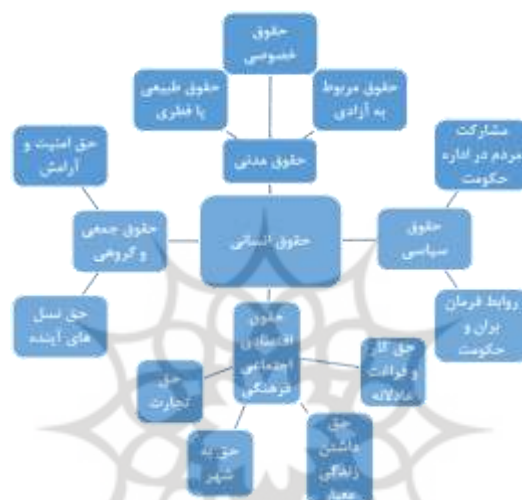 حقوق
خصوصی
حقوق طبیعی
یا فطری
حقوق مربوط
به آزادی
حقوق مدنی
مشارکت
مردم در اداره
حکومت
حق امنیت و
آرامش
حقوق
سیاسی
حقوق انسانی
حقوق جمعی
و گروهی
روابط فرمان
بران و
حکومت
حق نسل
های آینده
حقوق
اقتصادی
اجتماعی
فرهنگی
حق کار
و فراغت
عادلانه
حق
تجارت
حق به
شهر
حق
داشتن
زندگی
معیار